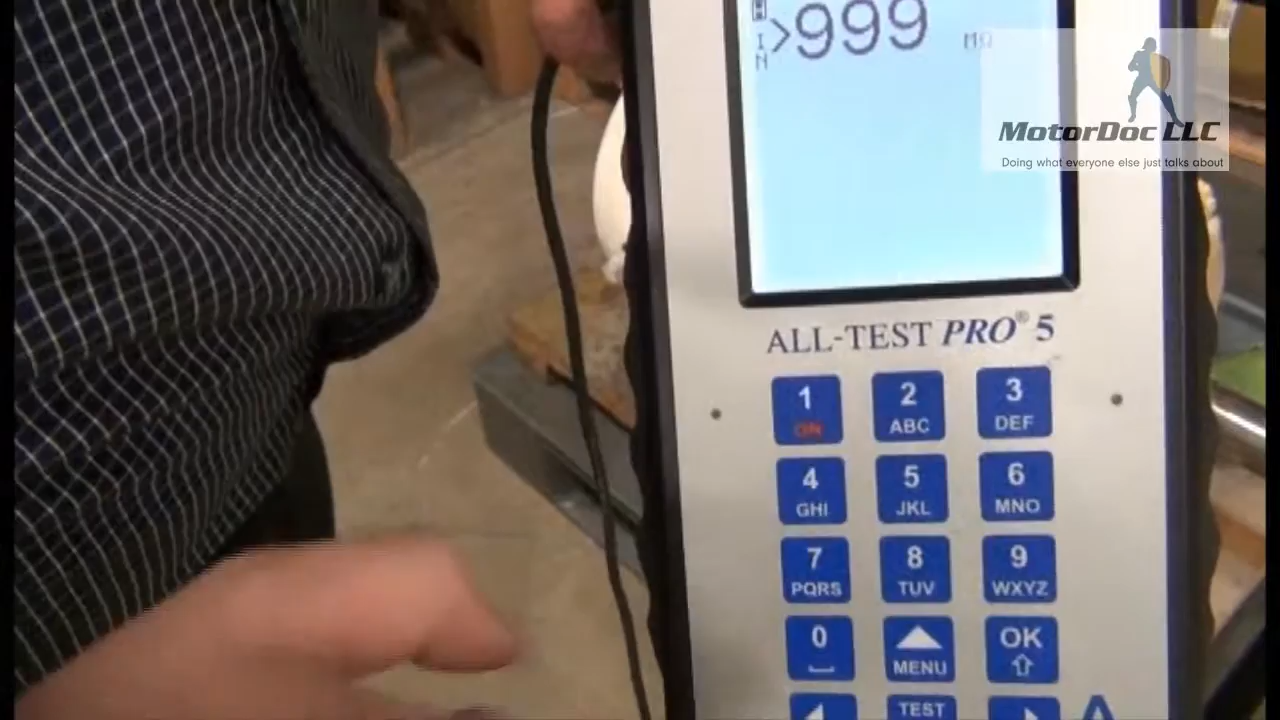 >999 MΩ
MIN
MotorDoc LLC
Doing what everyone else just talks about
ALL-TEST PRO® 5
1 2 3
ON ABC DEF
4 5 6
GHI JKL MNO
7 8 9
PQRS TUV WXYZ
0 OK
MENU
TEST